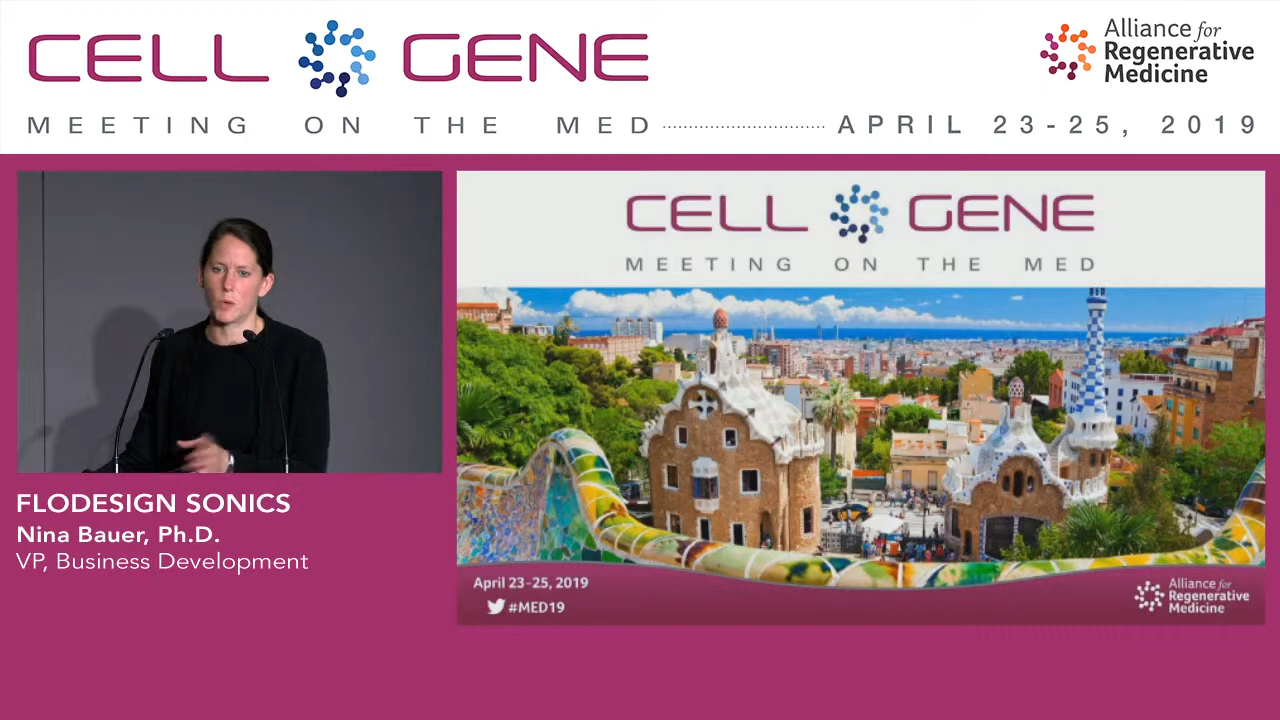 CELL GENE
MEETING ON THE MED
APRIL 23-25, 2019
Alliance for
Regenerative
Medicine
FLODESIGN SONICS
Nina Bauer, Ph.D.
VP, Business Development
CELL GENE
MEETING ON THE MED
April 23-25, 2019
#MED19
Alliance for
Regenerative
Medicine